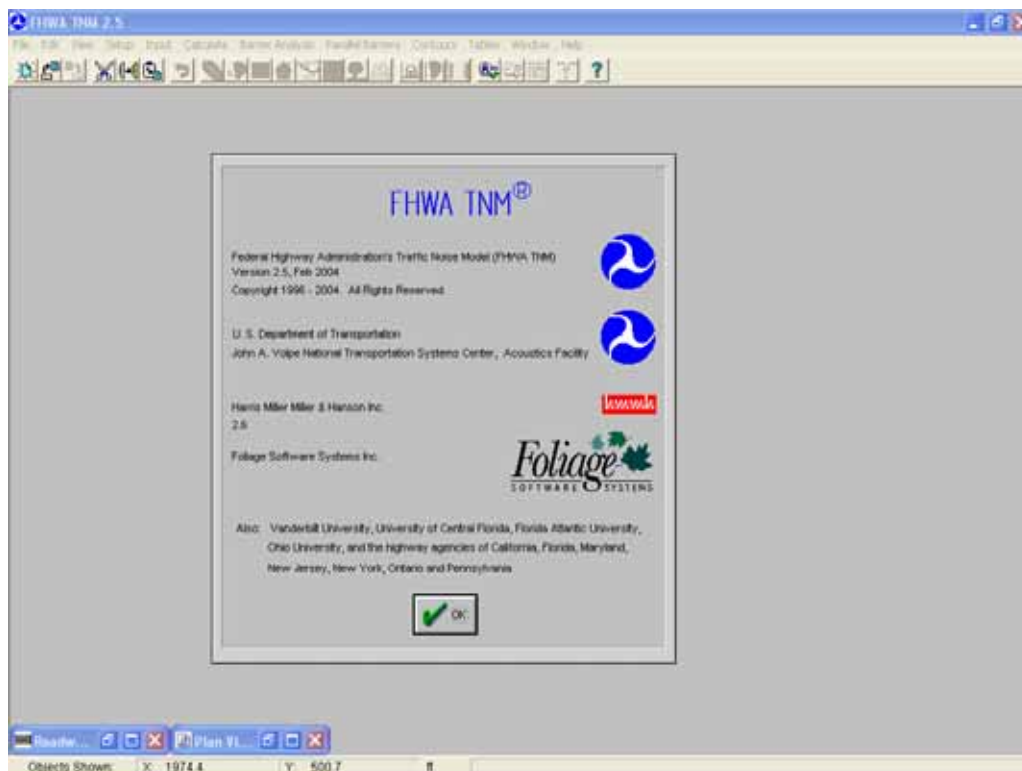 FHWA TNM 2.5
File Edit View Setup Input Calculate Barrier Analysis Parallel Barriers Contours Tables Window Help
FHWA TNM®
Federal Highway Administration's Traffic Noise Model (FHWA TNM)
Version 2.5, Feb 2004
Copyright 1996 - 2004. All Rights Reserved.
U. S. Department of Transportation
John A. Volpe National Transportation Systems Center, Acoustics Facility
Harris Miller Miller & Hanson Inc.
hmmh
2.6
Foliage Software Systems Inc.
Foliage
SOFTWARE SYSTEMS
Also: Vanderbilt University, University of Central Florida, Florida Atlantic University,
Ohio University, and the highway agencies of California, Florida, Maryland,
New Jersey, New York, Ontario and Pennsylvania
OK
Roadw... Plan Vi...
Objects Shown: X: 1974.4 Y: 500.7 ft